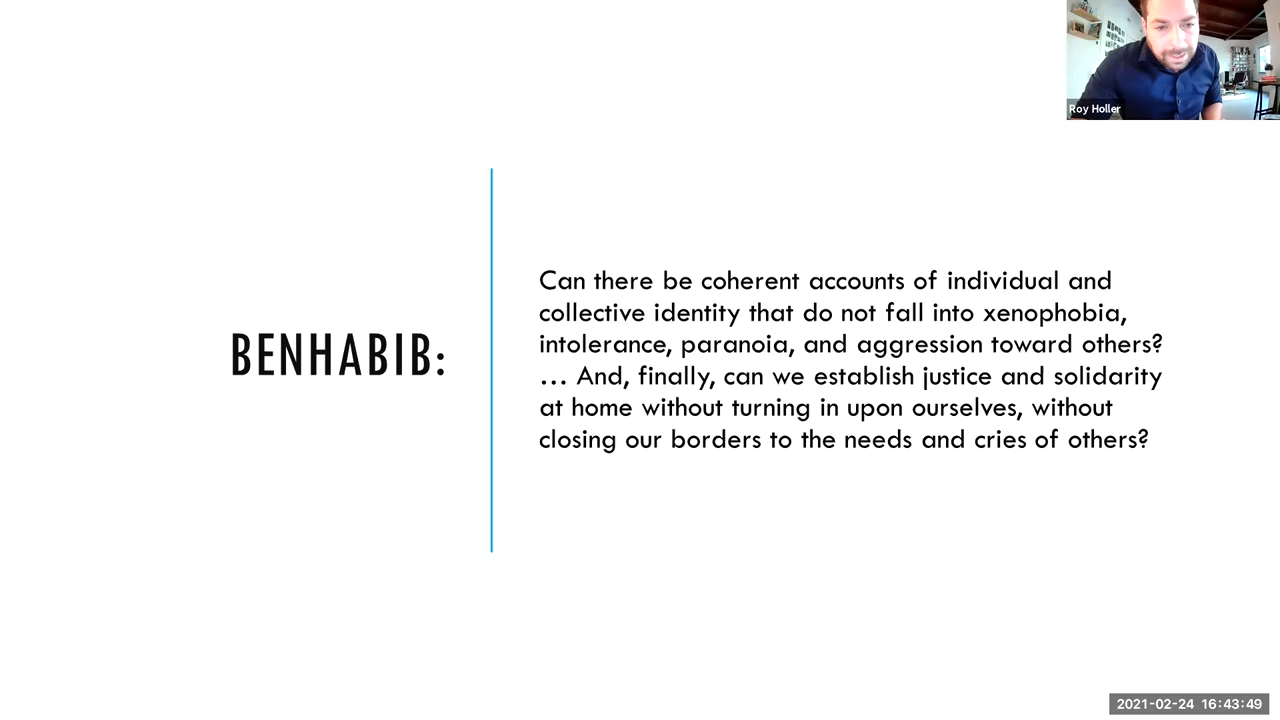 Roy Holler
BENHABIB:
Can there be coherent accounts of individual and
collective identity that do not fall into xenophobia,
intolerance, paranoia, and aggression toward others?
… And, finally, can we establish justice and solidarity
at home without turning in upon ourselves, without
closing our borders to the needs and cries of others?
2021-02-24 16:43:49